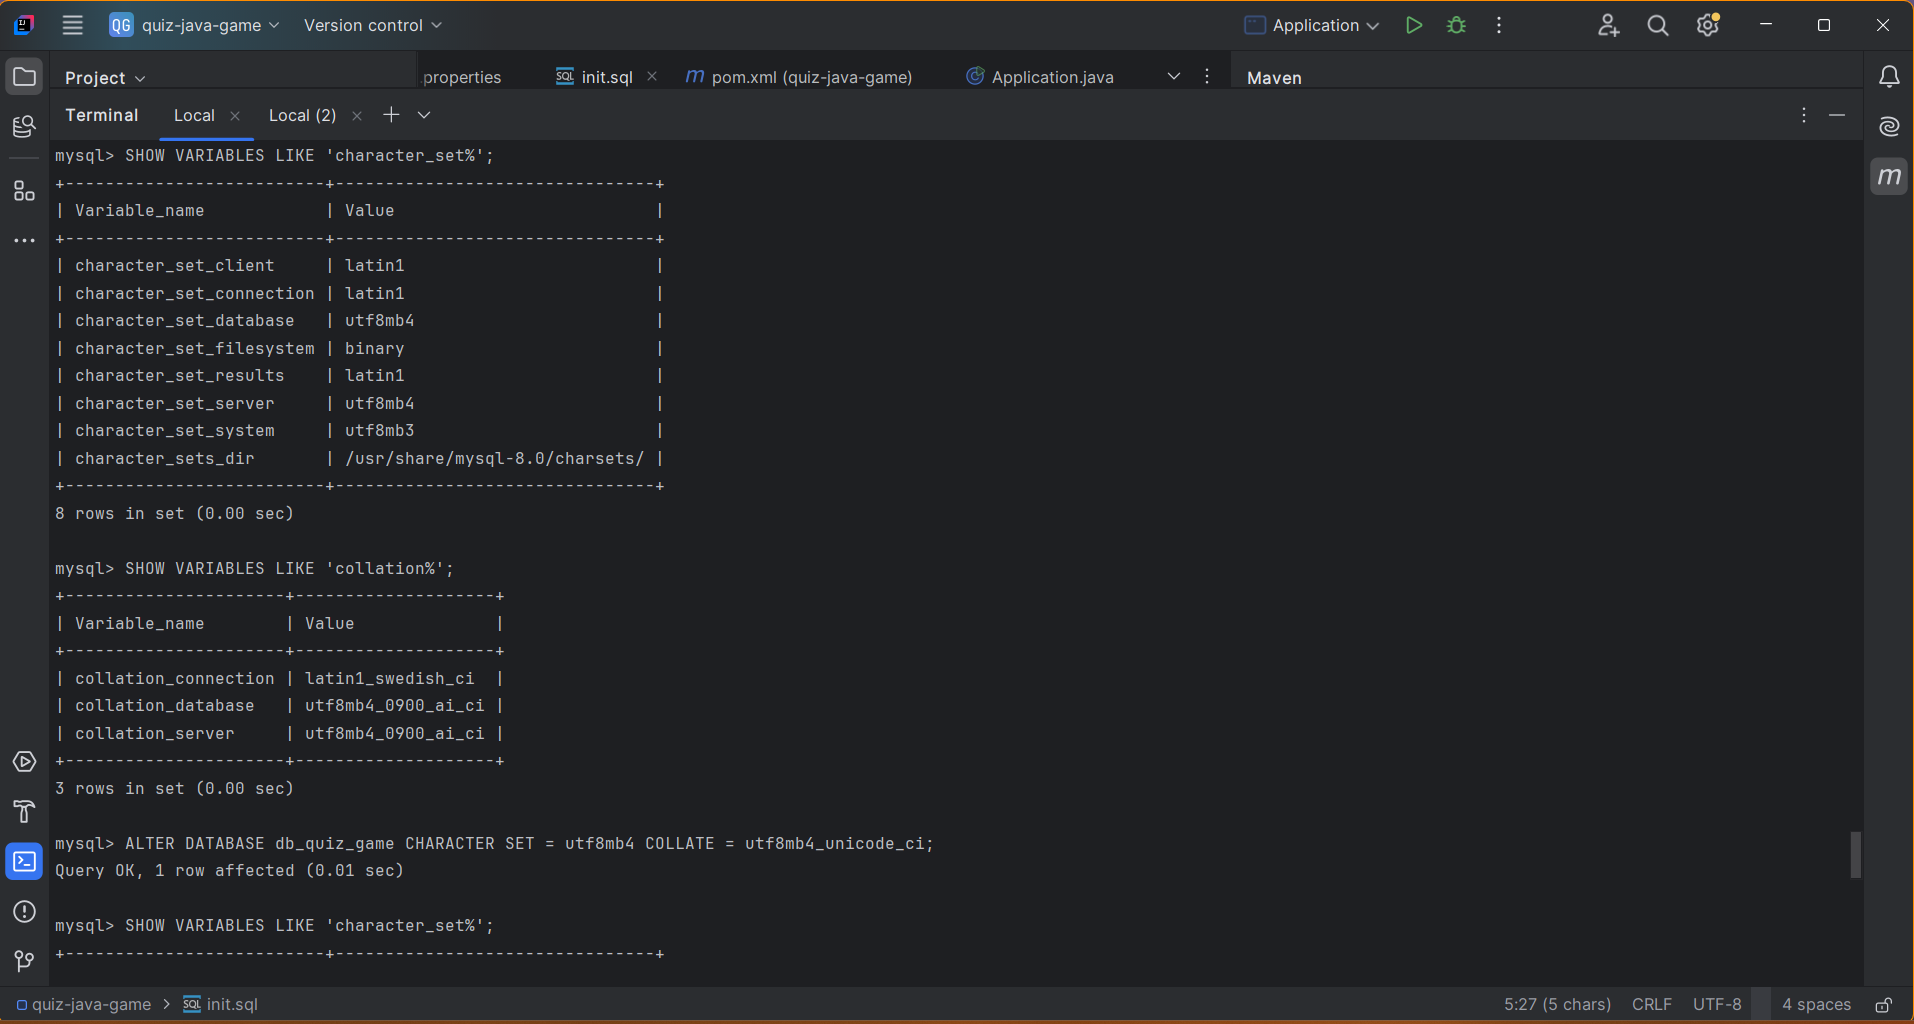 QG quiz-java-game Version control Application
Project .properties init.sql pom.xml (quiz-java-game) Application.java Maven
Terminal Local Local (2)
mysql> SHOW VARIABLES LIKE 'character_set%';
+--------------------------+--------------------------------+
| Variable_name            | Value                          |
+--------------------------+--------------------------------+
| character_set_client     | latin1                         |
| character_set_connection | latin1                         |
| character_set_database   | utf8mb4                        |
| character_set_filesystem | binary                         |
| character_set_results    | latin1                         |
| character_set_server     | utf8mb4                        |
| character_set_system     | utf8mb3                        |
| character_sets_dir       | /usr/share/mysql-8.0/charsets/ |
+--------------------------+--------------------------------+
8 rows in set (0.00 sec)
mysql> SHOW VARIABLES LIKE 'collation%';
+----------------------+--------------------+
| Variable_name        | Value              |
+----------------------+--------------------+
| collation_connection | latin1_swedish_ci  |
| collation_database   | utf8mb4_0900_ai_ci |
| collation_server     | utf8mb4_0900_ai_ci |
+----------------------+--------------------+
3 rows in set (0.00 sec)
mysql> ALTER DATABASE db_quiz_game CHARACTER SET = utf8mb4 COLLATE = utf8mb4_unicode_ci;
Query OK, 1 row affected (0.01 sec)
mysql> SHOW VARIABLES LIKE 'character_set%';
+--------------------------+--------------------------------+
quiz-java-game > init.sql 5:27 (5 chars) CRLF UTF-8 4 spaces